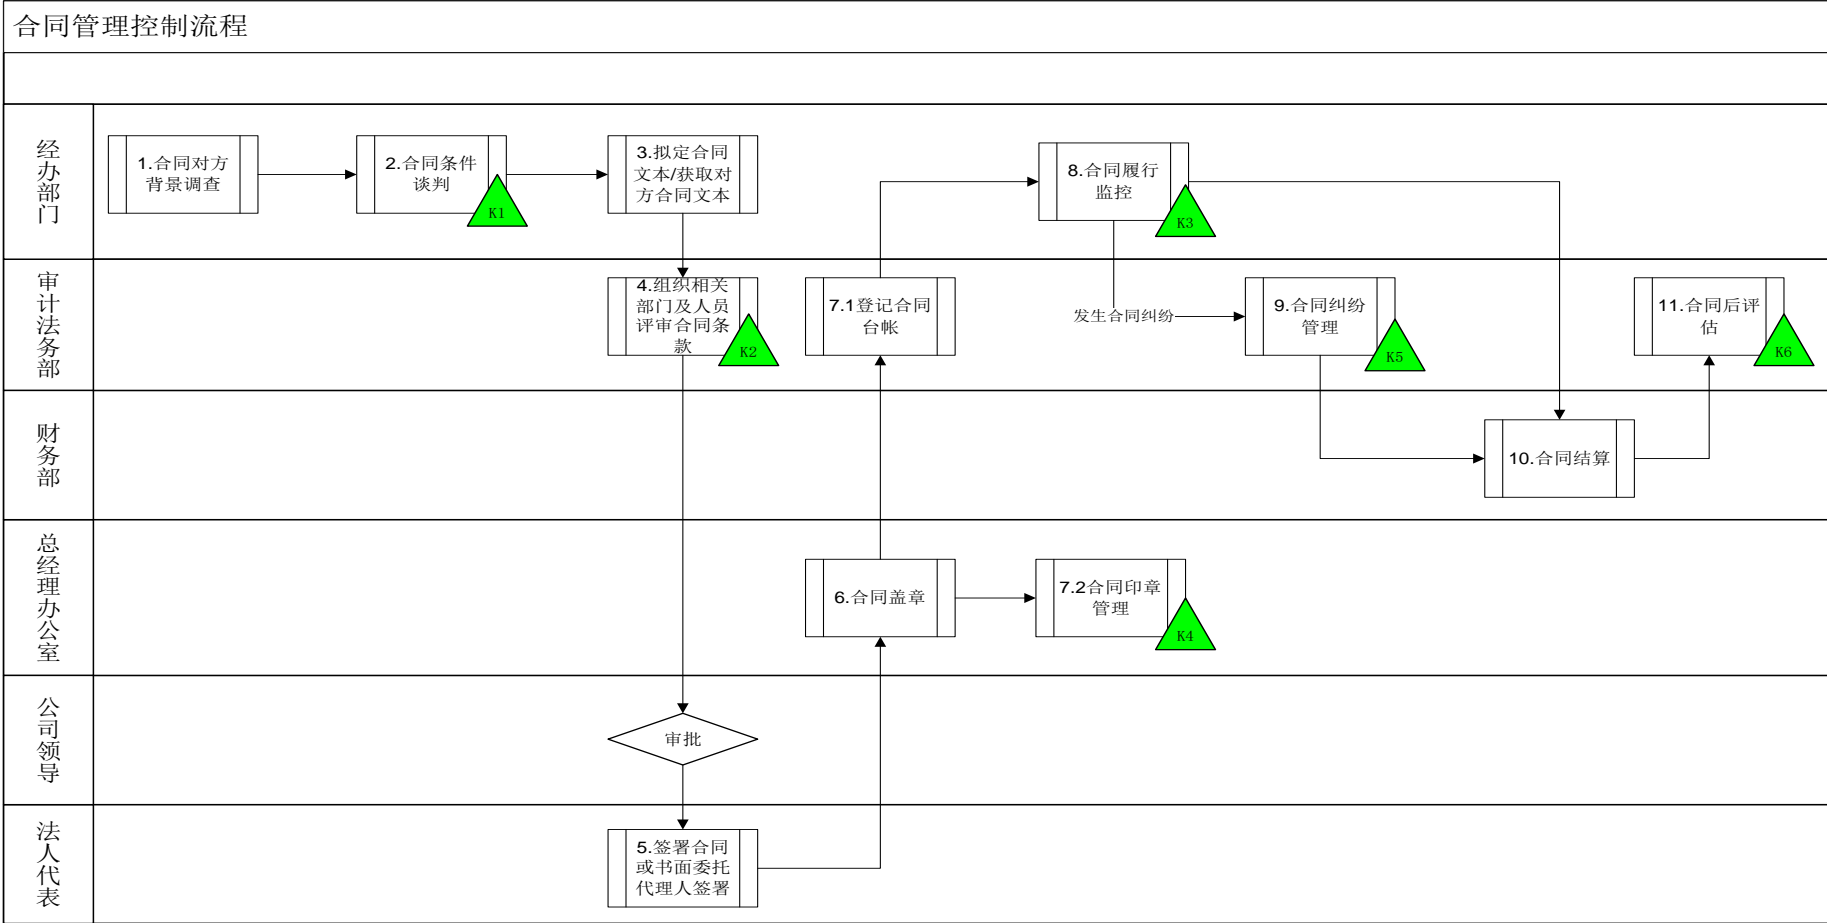 合同管理控制流程
经办部门
1.合同对方
背景调查
2.合同条件
谈判
K1
3.拟定合同
文本/获取对
方合同文本
8.合同履行
监控
K3
审计法务部
4.组织相关
部门及人员
评审合同条
款
K2
7.1登记合同
台帐
发生合同纠纷
9.合同纠纷
管理
K5
11.合同后评
估
K6
财务部
10.合同结算
总经理办公室
6.合同盖章
7.2合同印章
管理
K4
公司领导
审批
法人代表
5.签署合同
或书面委托
代理人签署